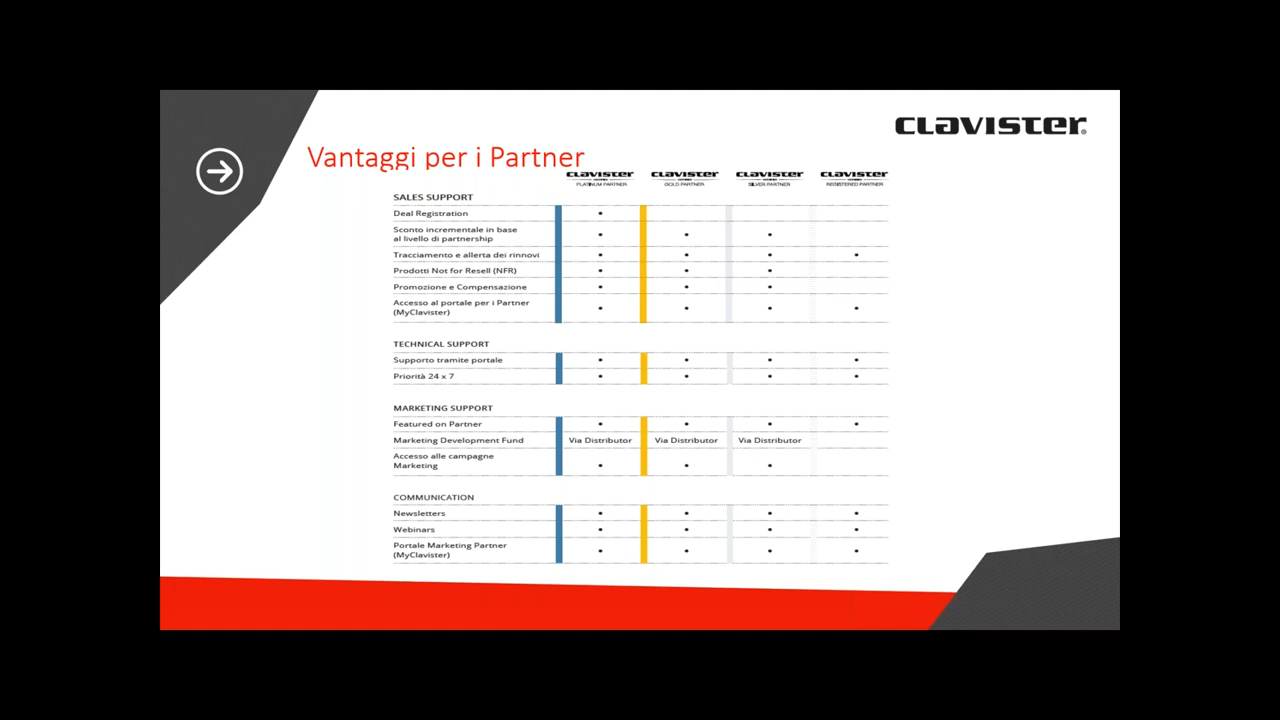 CLAVISTER®
Vantaggi per i Partner
CLAVISTER CLAVISTER CLAVISTER CLAVISTER
PLATINUM PARTNER GOLD PARTNER SILVER PARTNER REGISTERED PARTNER
SALES SUPPORT
Deal Registration •
Sconto incrementale in base
al livello di partnership • • •
Tracciamento e allerta dei rinnovi • • • •
Prodotti Not for Resell (NFR) • • •
Promozione e Compensazione • • •
Accesso al portale per i Partner
(MyClavister) • • • •
TECHNICAL SUPPORT
Supporto tramite portale • • • •
Priorità 24 x 7 • • • •
MARKETING SUPPORT
Featured on Partner • • • •
Marketing Development Fund Via Distributor Via Distributor Via Distributor
Accesso alle campagne
Marketing • • •
COMMUNICATION
Newsletters • • • •
Webinars • • • •
Portale Marketing Partner
(MyClavister) • • • •